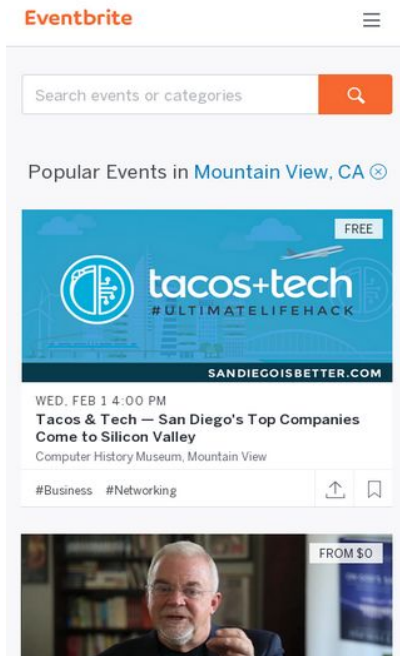 Eventbrite
Search events or categories
Popular Events in Mountain View, CA
FREE
tacos+tech
#ULTIMATELIFEHACK
SANDIEGOISBETTER.COM
WED, FEB 1 4:00 PM
Tacos & Tech — San Diego's Top Companies
Come to Silicon Valley
Computer History Museum, Mountain View
#Business #Networking
FROM $0